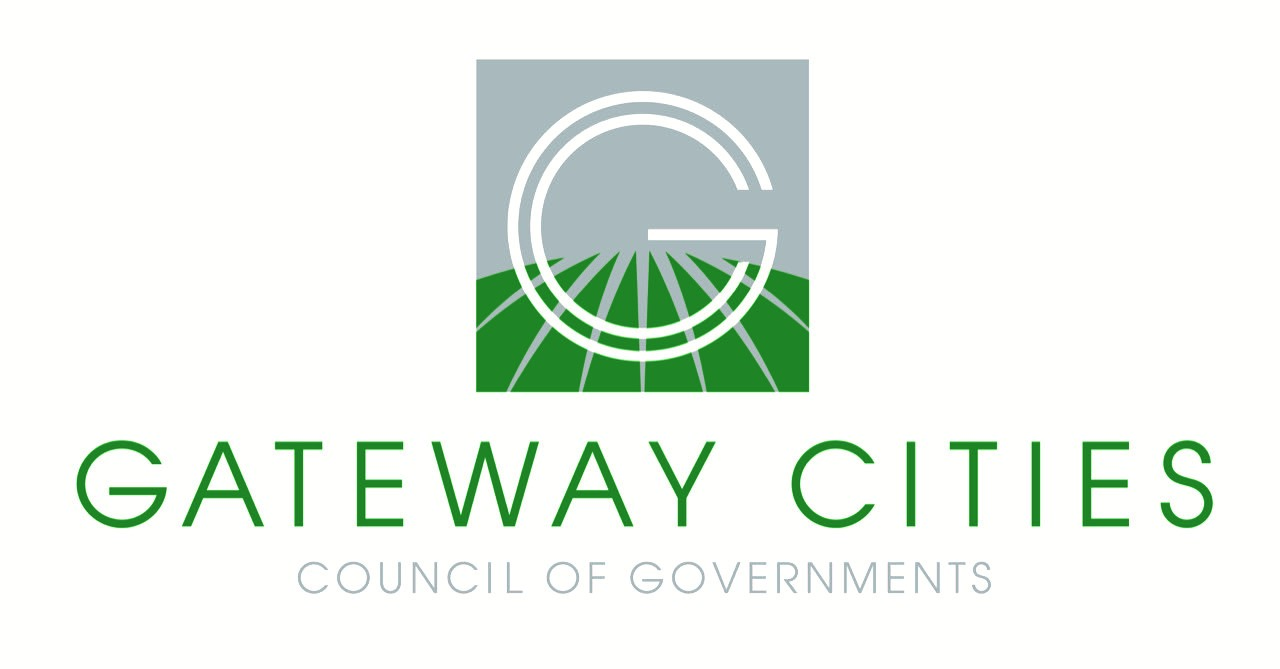 G
GATEWAY CITIES
COUNCIL OF GOVERNMENTS